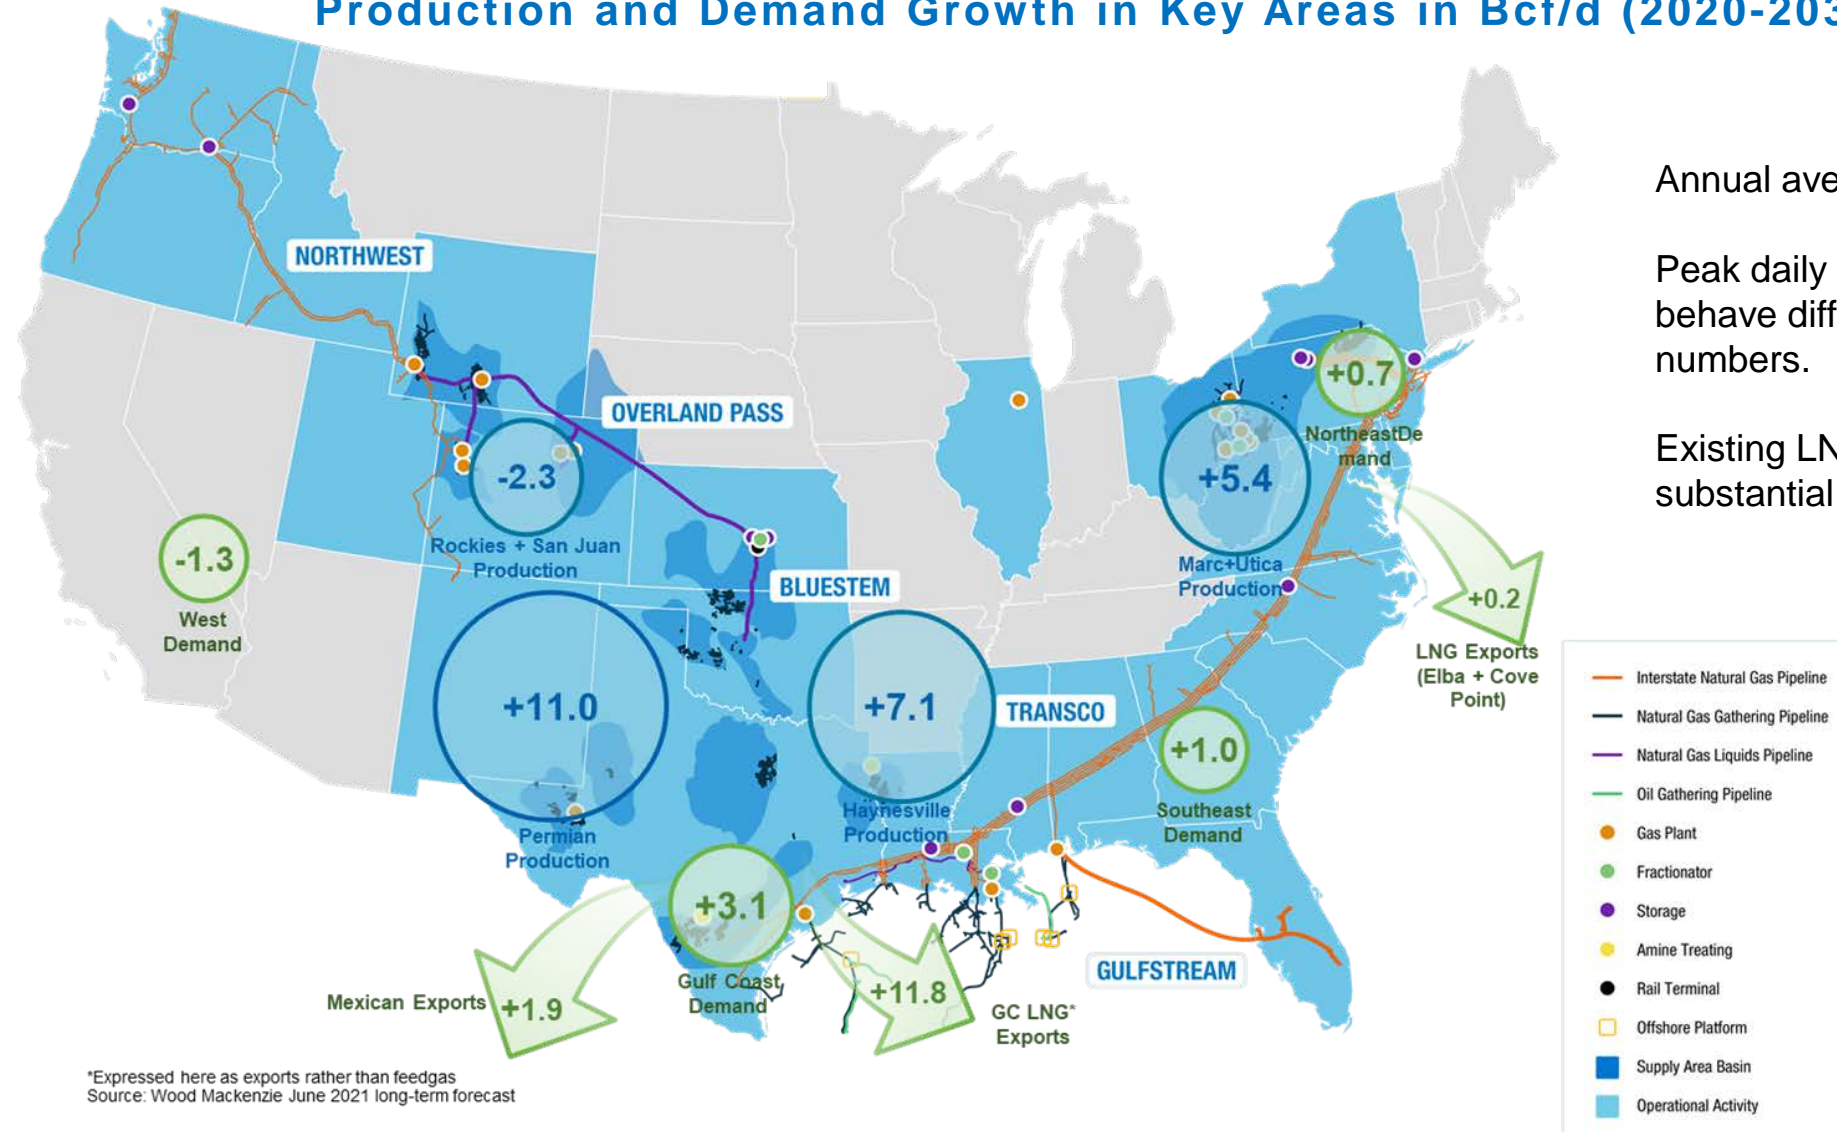 Production and Demand Growth in Key Areas in Bcf/d (2020-203
Annual ave
Peak daily
behave diff
numbers.
Existing LN
substantial
NORTHWEST
OVERLAND PASS
BLUESTEM
TRANSCO
GULFSTREAM
-2.3
Rockies + San Juan
Production
-1.3
West
Demand
+11.0
Permian
Production
+7.1
Haynesville
Production
+5.4
Marc+Utica
Production
+0.7
NortheastDe
mand
+0.2
LNG Exports
(Elba + Cove
Point)
+1.0
Southeast
Demand
+3.1
Gulf Coast
Demand
Mexican Exports
+1.9
+11.8
GC LNG*
Exports
Interstate Natural Gas Pipeline
Natural Gas Gathering Pipeline
Natural Gas Liquids Pipeline
Oil Gathering Pipeline
Gas Plant
Fractionator
Storage
Amine Treating
Rail Terminal
Offshore Platform
Supply Area Basin
Operational Activity
*Expressed here as exports rather than feedgas
Source: Wood Mackenzie June 2021 long-term forecast